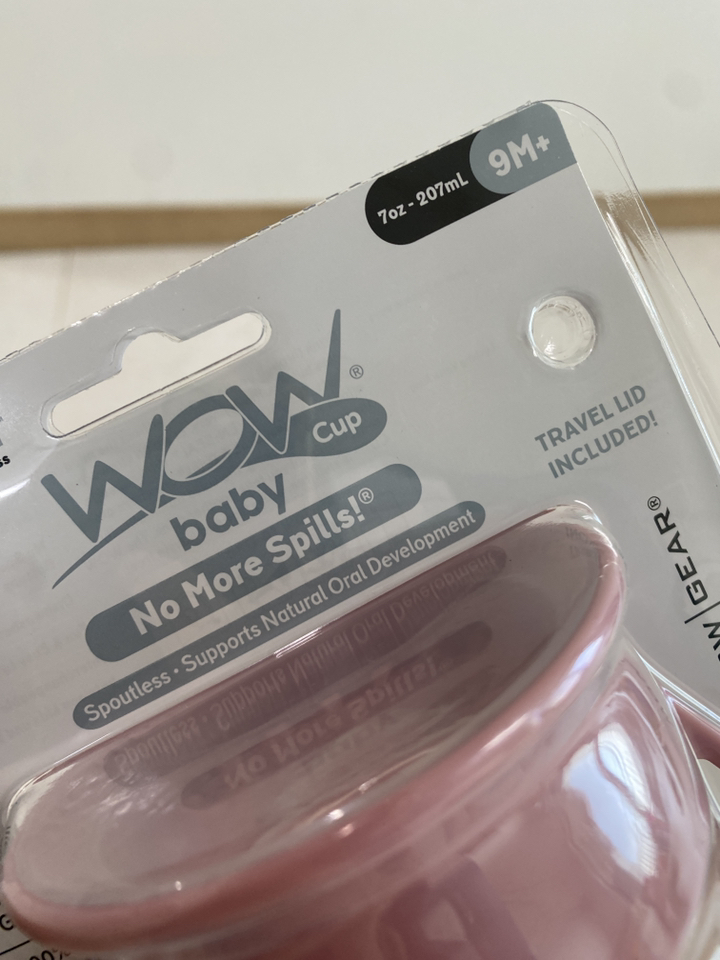 7oz - 207mL 9M+
WOW®
Cup
baby
No More Spills!®
Spoutless • Supports Natural Oral Development
TRAVEL LID
INCLUDED!
GEAR®